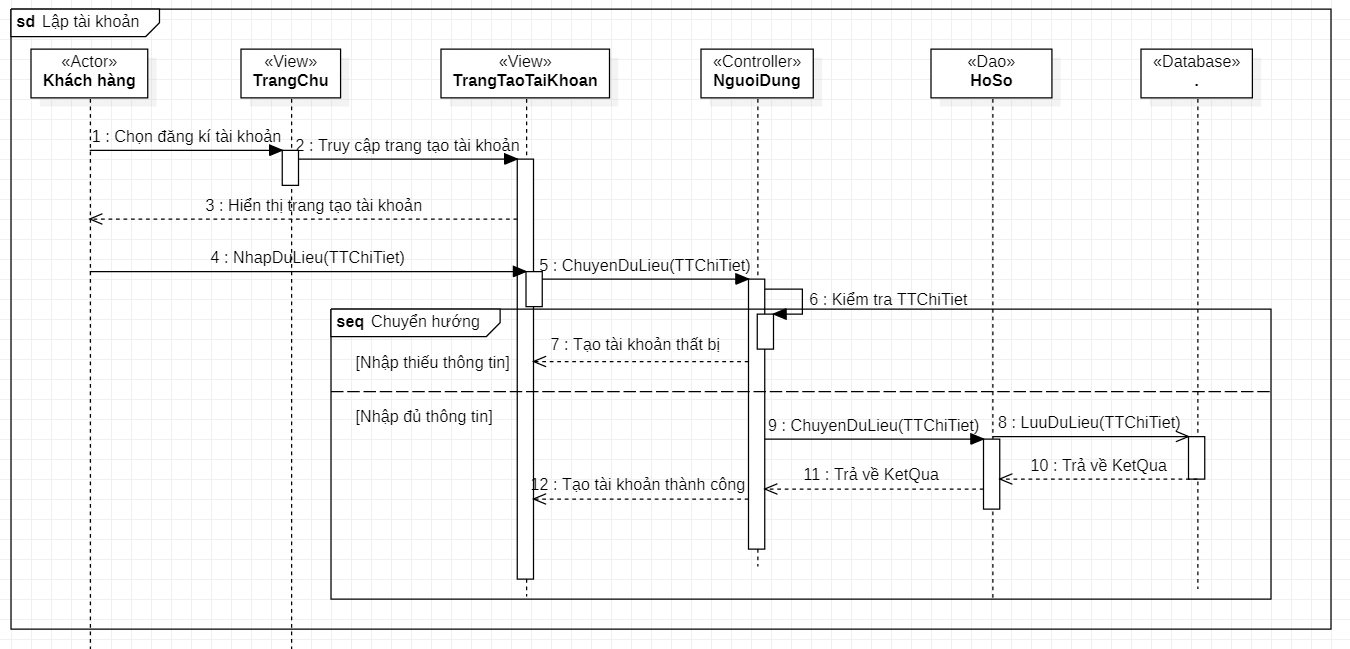 sd Lập tài khoản
«Actor»
Khách hàng
«View»
TrangChu
«View»
TrangTaoTaiKhoan
«Controller»
NguoiDung
«Dao»
HoSo
«Database»
.
1 : Chọn đăng kí tài khoản
2 : Truy cập trang tạo tài khoản
3 : Hiển thị trang tạo tài khoản
4 : NhapDuLieu(TTChiTiet)
5 : ChuyenDuLieu(TTChiTiet)
6 : Kiểm tra TTChiTiet
seq Chuyển hướng
7 : Tạo tài khoản thất bị
[Nhập thiếu thông tin]
[Nhập đủ thông tin]
9 : ChuyenDuLieu(TTChiTiet)
8 : LuuDuLieu(TTChiTiet)
10 : Trả về KetQua
11 : Trả về KetQua
12 : Tạo tài khoản thành công